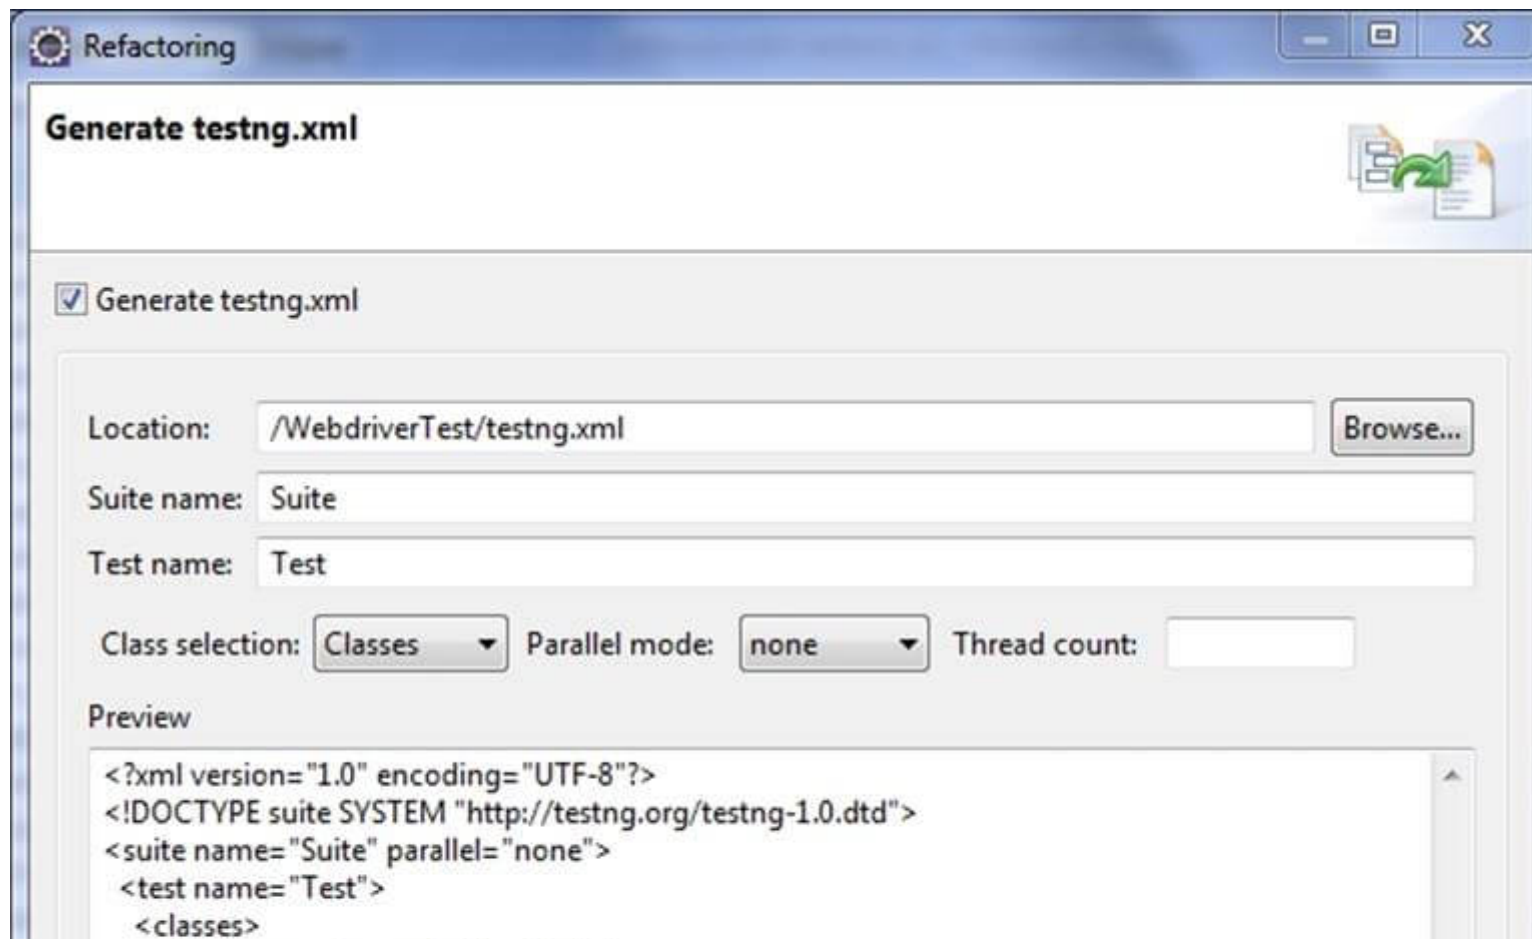 Refactoring
Generate testng.xml
Generate testng.xml
Location: /WebdriverTest/testng.xml Browse...
Suite name: Suite
Test name: Test
Class selection: Classes Parallel mode: none Thread count:
Preview
<?xml version="1.0" encoding="UTF-8"?>
<!DOCTYPE suite SYSTEM "http://testng.org/testng-1.0.dtd">
<suite name="Suite" parallel="none">
<test name="Test">
<classes>